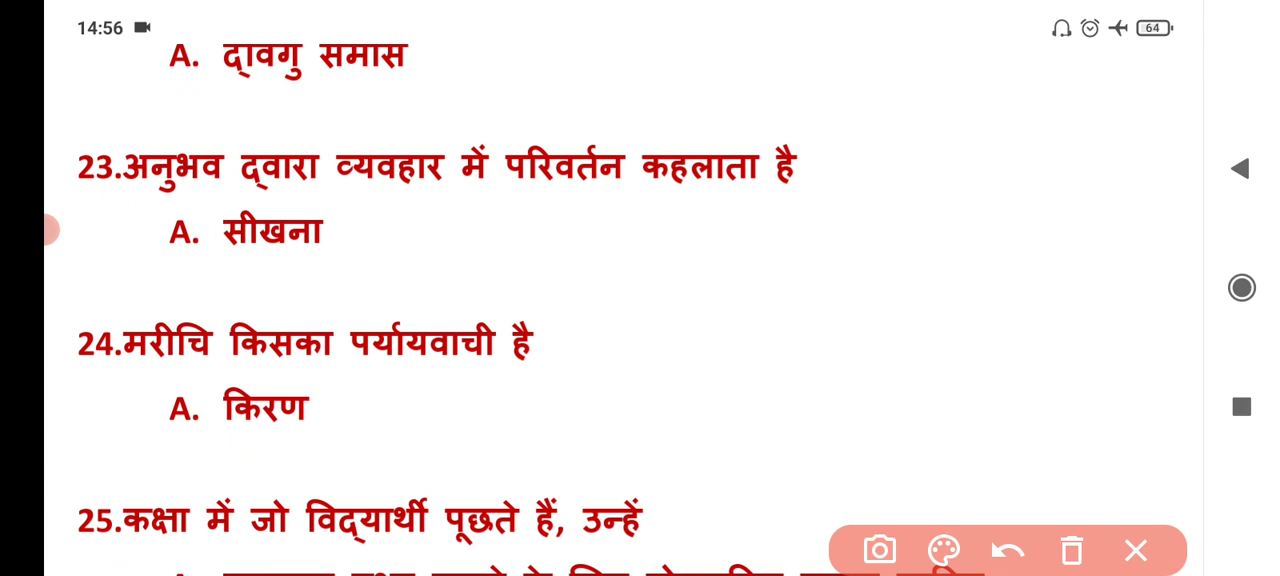 14:56
64
A. द्विगु समास
23.अनुभव द्वारा व्यवहार में परिवर्तन कहलाता है
A. सीखना
24.मरीचि किसका पर्यायवाची है
A. किरण
25.कक्षा में जो विद्यार्थी पूछते हैं, उन्हें